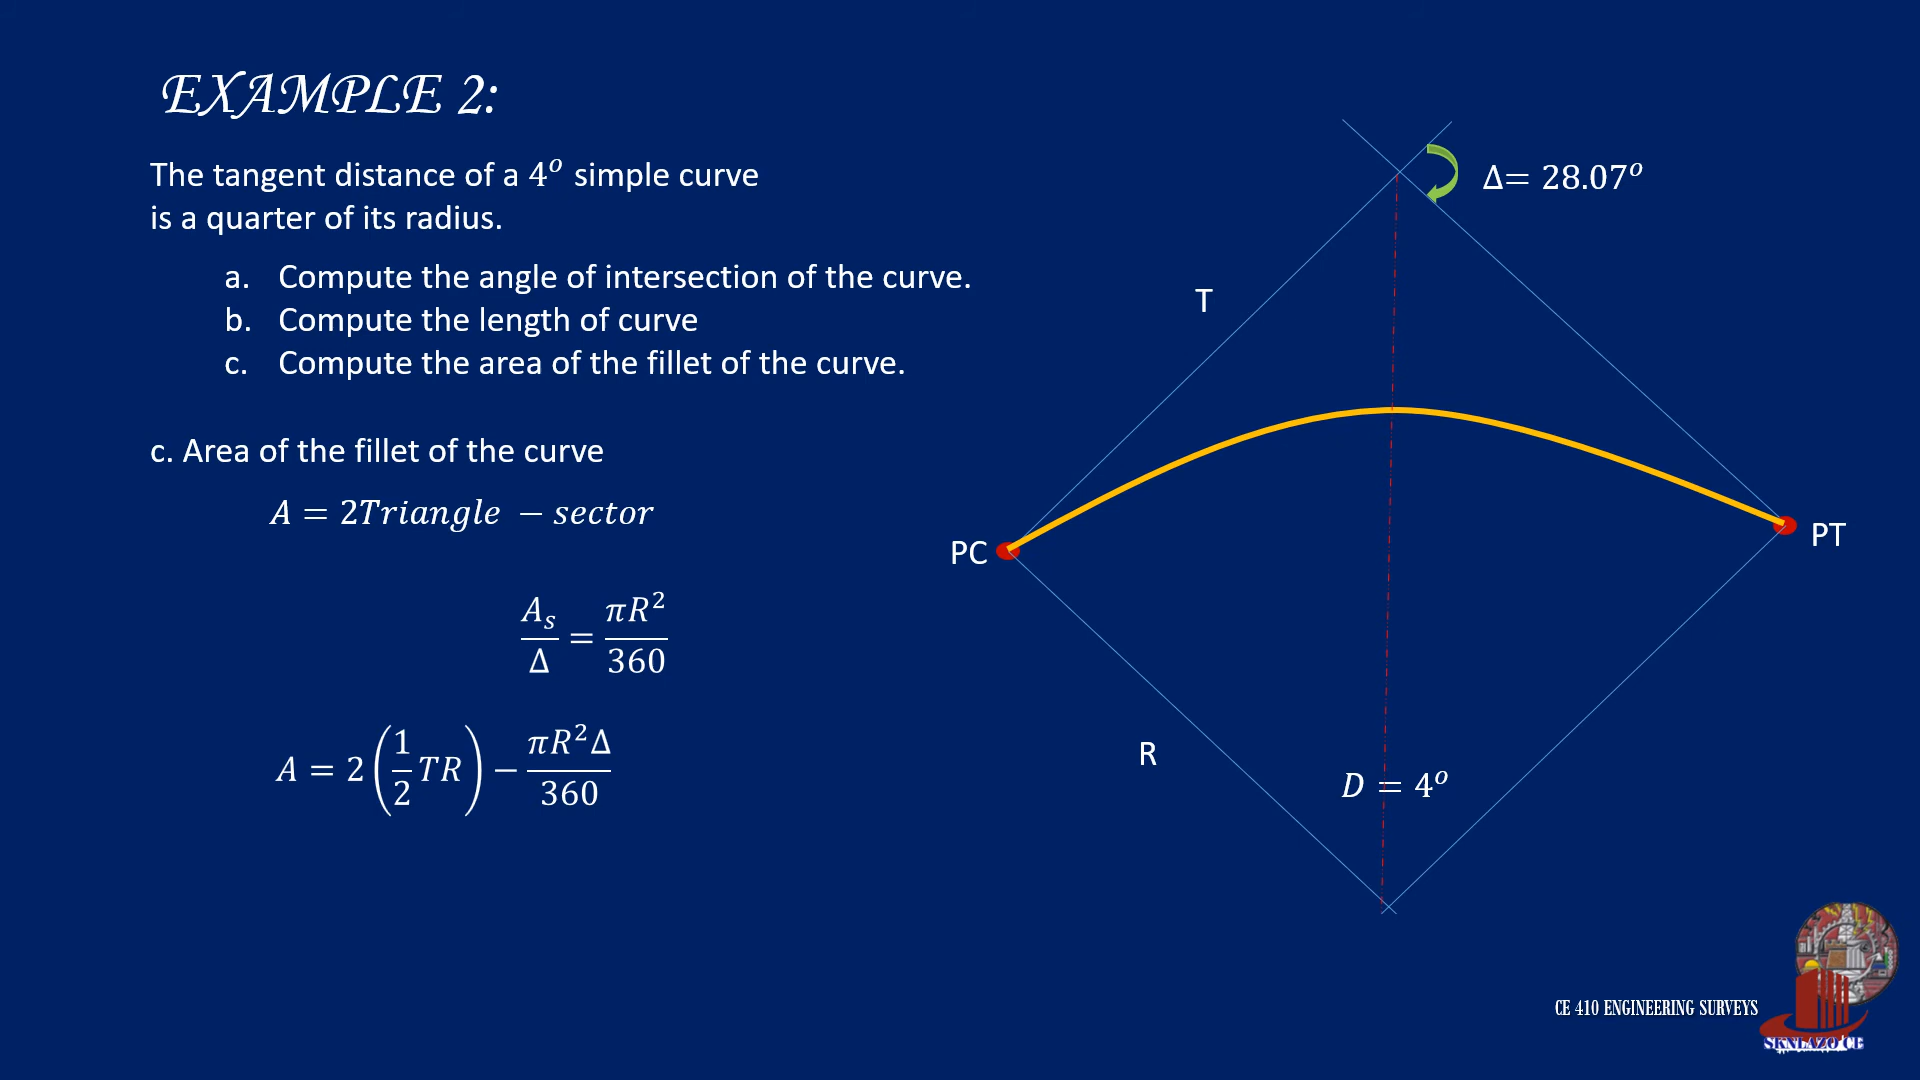 EXAMPLE 2:
The tangent distance of a 4° simple curve
is a quarter of its radius.
a. Compute the angle of intersection of the curve.
b. Compute the length of curve
c. Compute the area of the fillet of the curve.
c. Area of the fillet of the curve
A = 2Triangle − sector
A_s/Δ = πR²/360
A = 2(1/2 TR) − πR²Δ/360
Δ= 28.07°
T
PC
PT
R
D = 4°
CE 410 ENGINEERING SURVEYS
SKNLAZO CE